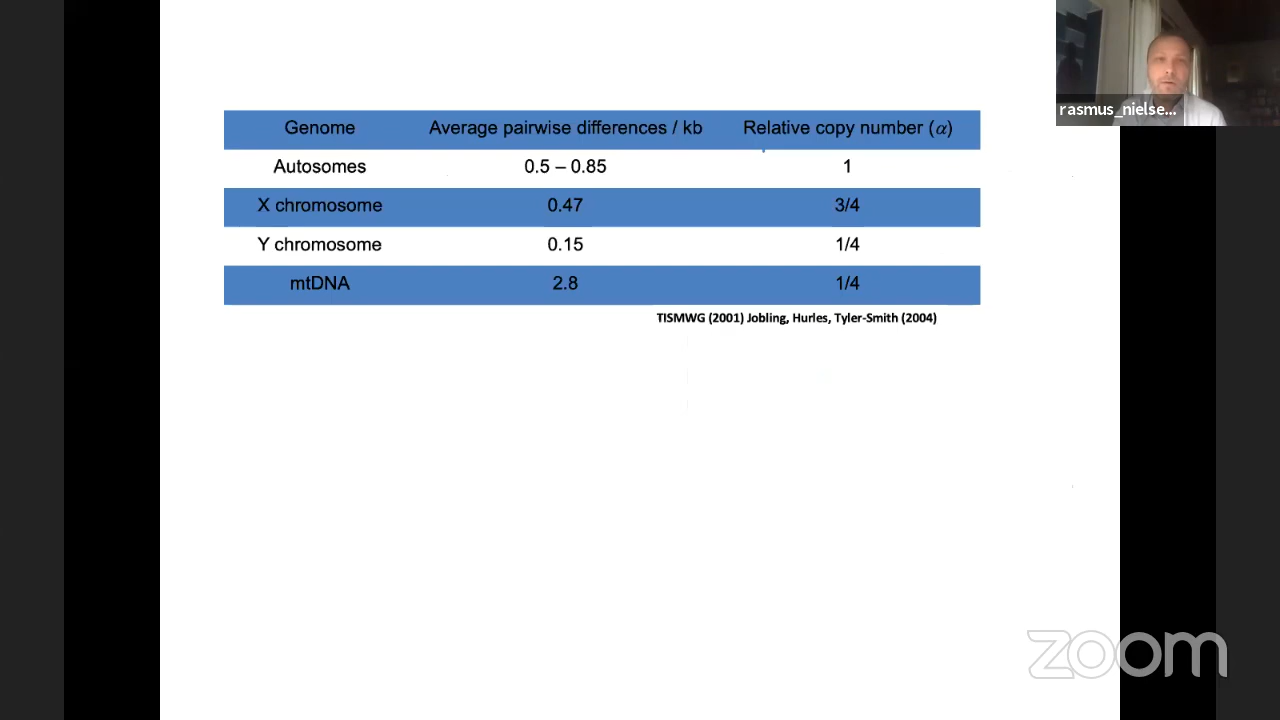 rasmus_nielse...
Genome Average pairwise differences / kb Relative copy number (α)
Autosomes 0.5 – 0.85 1
X chromosome 0.47 3/4
Y chromosome 0.15 1/4
mtDNA 2.8 1/4
TISMWG (2001) Jobling, Hurles, Tyler-Smith (2004)
zoom